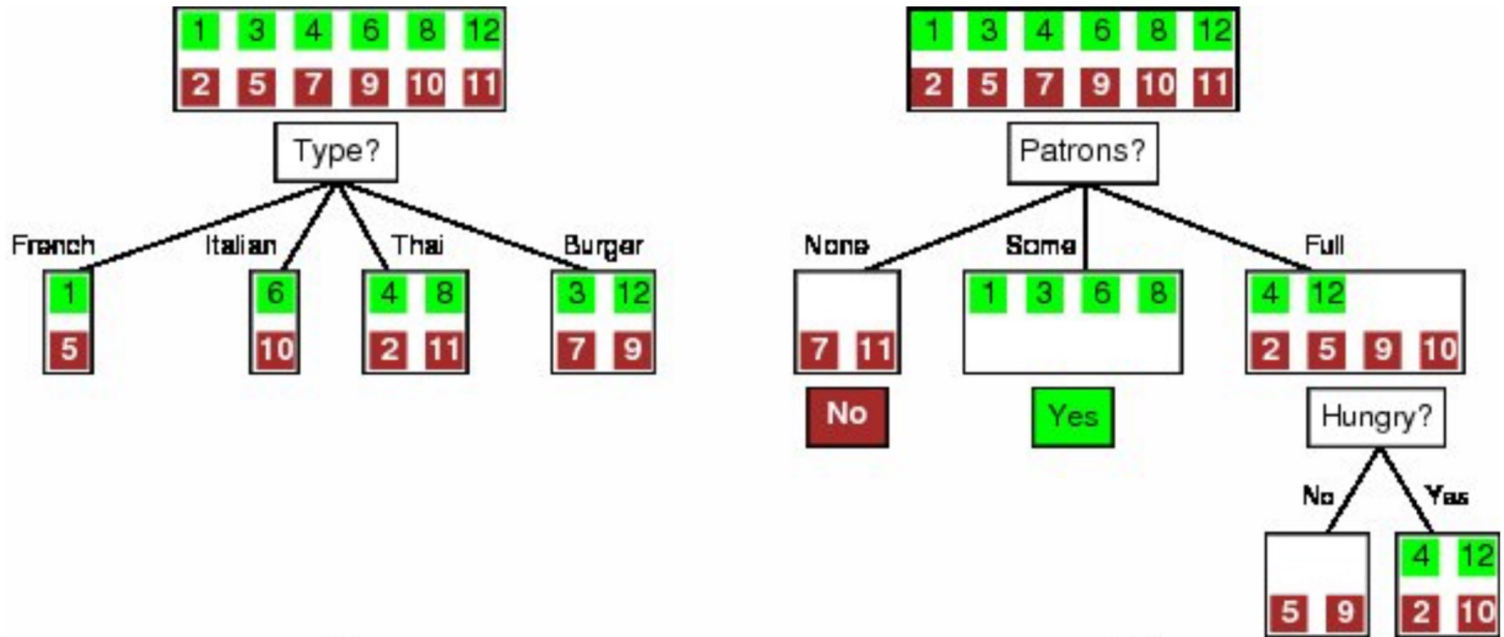 1 3 4 6 8 12
2 5 7 9 10 11
Type?
French Italian Thai Burger
1 6 4 8 3 12
5 10 2 11 7 9
1 3 4 6 8 12
2 5 7 9 10 11
Patrons?
None Some Full
1 3 6 8 4 12
7 11 2 5 9 10
No Yes Hungry?
No Yes
4 12
5 9 2 10